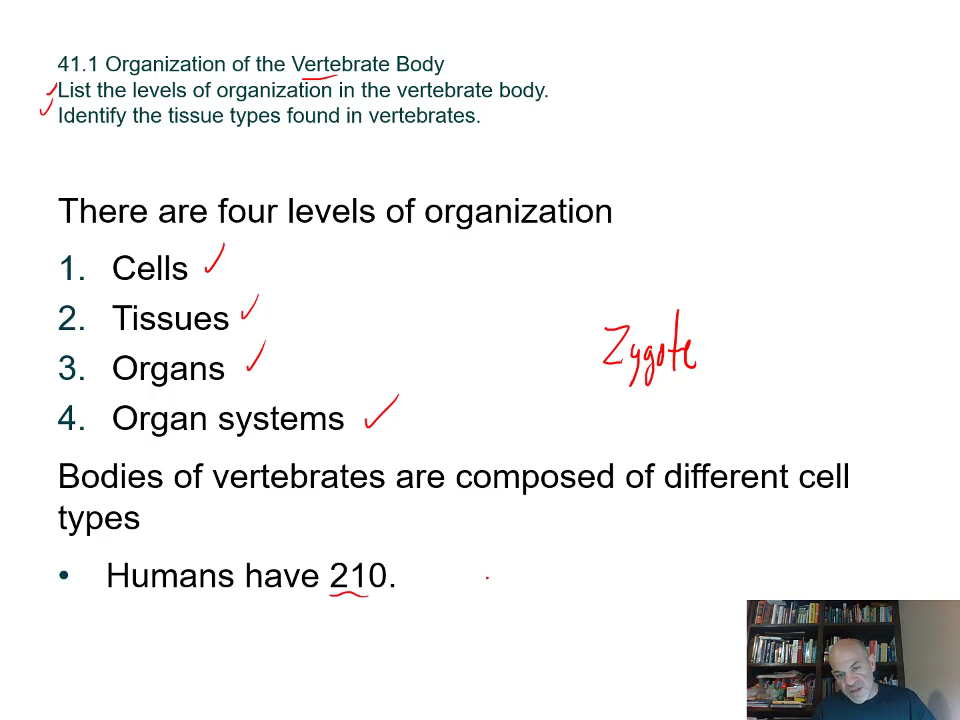 41.1 Organization of the Vertebrate Body
List the levels of organization in the vertebrate body.
Identify the tissue types found in vertebrates.
There are four levels of organization
1. Cells
2. Tissues
3. Organs
4. Organ systems
Zygote
Bodies of vertebrates are composed of different cell
types
• Humans have 210.